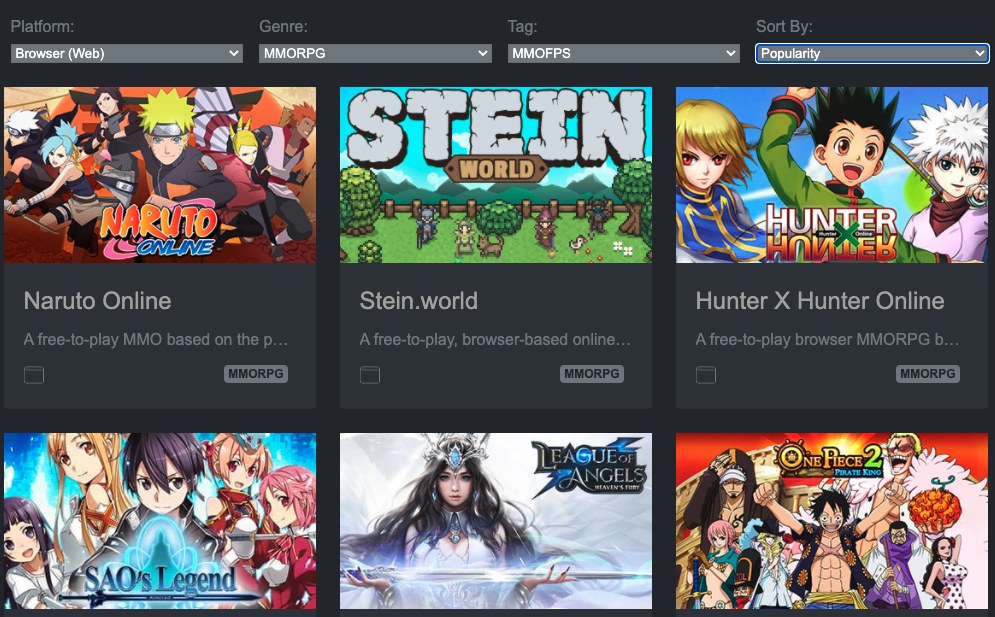 Platform: Genre: Tag: Sort By:
Browser (Web) MMORPG MMOFPS Popularity
NARUTO
ONLINE
STEIN
WORLD
HUNTER
Hunter X Online
HUNTER
Naruto Online
Stein.world
Hunter X Hunter Online
A free-to-play MMO based on the p...
A free-to-play, browser-based online...
A free-to-play browser MMORPG b...
MMORPG
MMORPG
MMORPG
SAO's Legend
LEAGUE OF
ANGELS
HEAVEN'S FURY
ONE PIECE 2
PIRATE KING